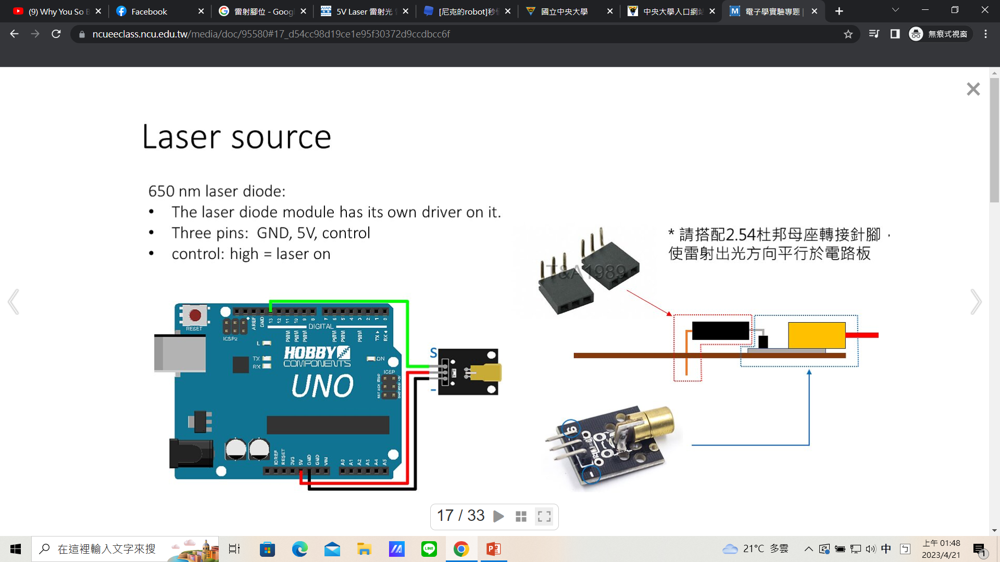 (9) Why You So B
Facebook
雷射腳位 - Goog
5V Laser 雷射光
[尼克的robot]秒
國立中央大學
中央大學入口網站
電子學實驗專題 |
ncueeclass.ncu.edu.tw/media/doc/95580#17_d54cc98d19ce1e95f30372d9ccdbcc6f
無痕式視窗
Laser source
650 nm laser diode:
• The laser diode module has its own driver on it.
• Three pins: GND, 5V, control
• control: high = laser on
* 請搭配2.54杜邦母座轉接針腳，
使雷射出光方向平行於電路板
T&A1989
RESET
ICSP2
AREF
GND
13
12
11
10
9
8
7
6
5
4
3
2
1
0
DIGITAL
PWM
PWM
PWM
PWM
PWM
PWM
TX
RX
L
TX
RX
ON
HOBBY
COMPONENTS
UNO
ICSP
S
-
IOREF
RESET
3V3
5V
GND
GND
VIN
A0
A1
A2
A3
A4
A5
S
-
17 / 33
在這裡輸入文字來搜
21°C 多雲
中
ㄅ
上午 01:48
2023/4/21
1